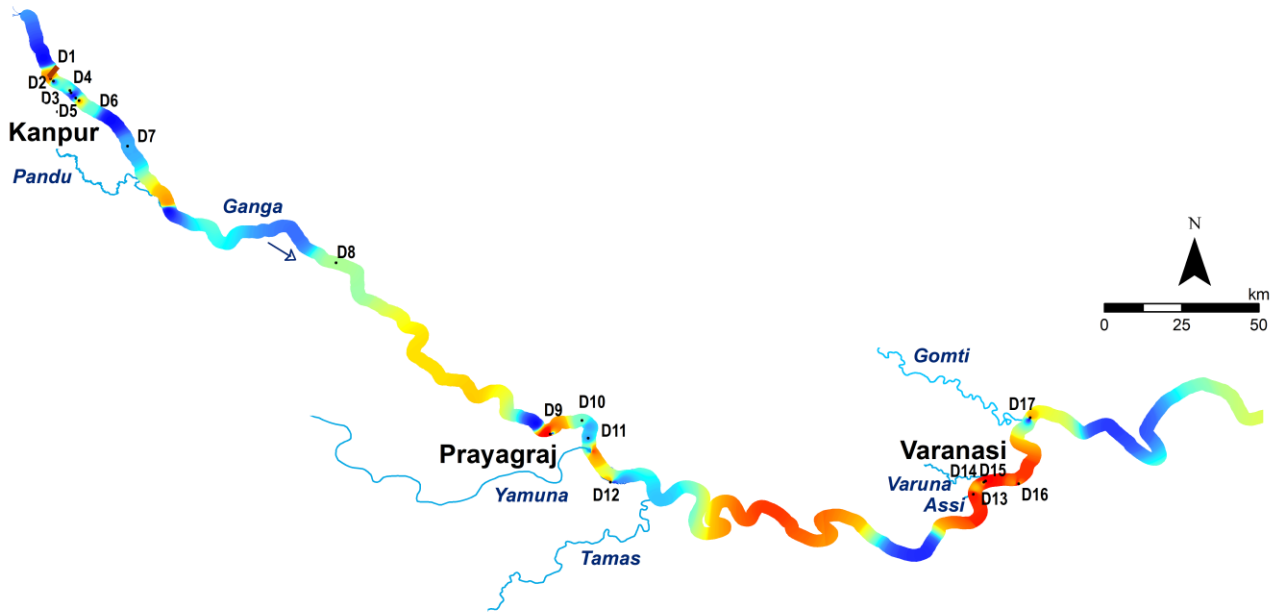 D1
D2
D4
D3
D6
D5
Kanpur
D7
Pandu
Ganga
N
D8
km
0
25
50
Gomti
D9
D10
D17
D11
Prayagraj
Varanasi
D14
D15
Yamuna
D12
Varuna
D16
Assi
D13
Tamas